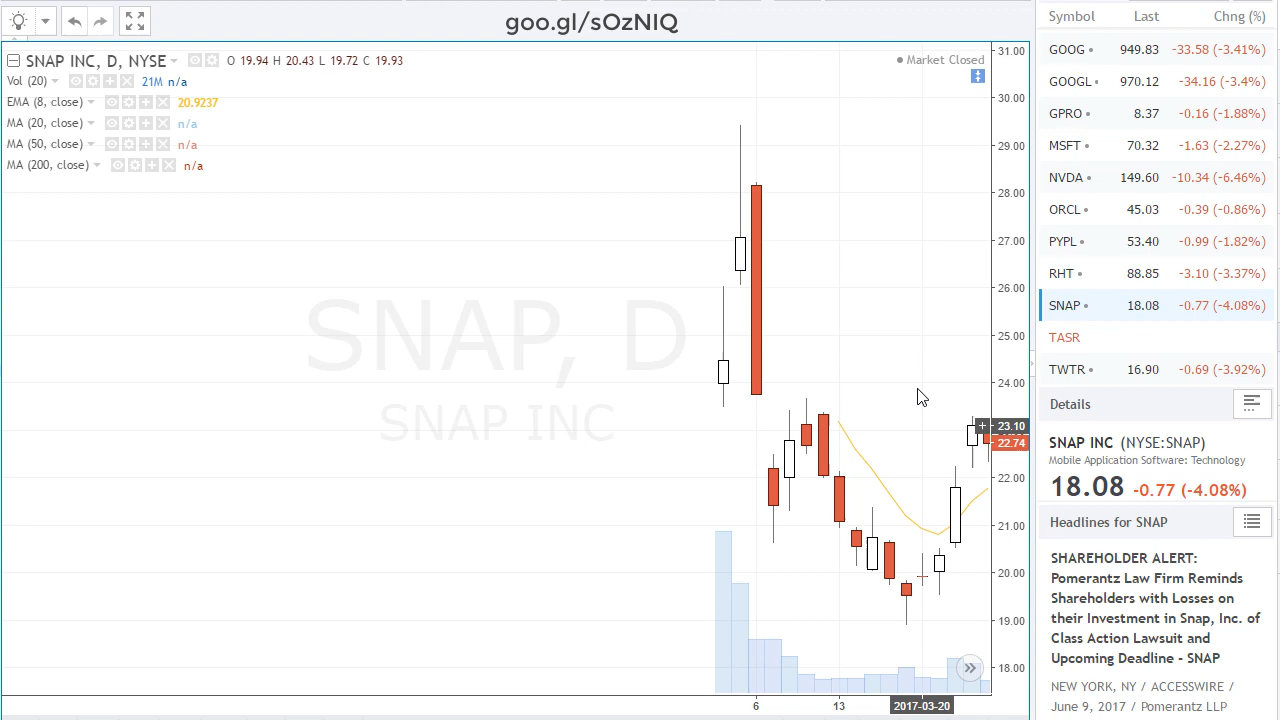 goo.gl/sOzNIQ
SNAP INC, D, NYSE O 19.94 H 20.43 L 19.72 C 19.93
Market Closed
Vol (20) 21M n/a
EMA (8, close) 20.9237
MA (20, close) n/a
MA (50, close) n/a
MA (200, close) n/a
SNAP, D
SNAP INC
31.00
30.00
29.00
28.00
27.00
26.00
25.00
24.00
23.10
22.74
22.00
21.00
20.00
19.00
18.00
6 13 2017-03-20
Symbol Last Chng (%)
GOOG 949.83 -33.58 (-3.41%)
GOOGL 970.12 -34.16 (-3.4%)
GPRO 8.37 -0.16 (-1.88%)
MSFT 70.32 -1.63 (-2.27%)
NVDA 149.60 -10.34 (-6.46%)
ORCL 45.03 -0.39 (-0.86%)
PYPL 53.40 -0.99 (-1.82%)
RHT 88.85 -3.10 (-3.37%)
SNAP 18.08 -0.77 (-4.08%)
TASR
TWTR 16.90 -0.69 (-3.92%)
Details
SNAP INC (NYSE:SNAP)
Mobile Application Software: Technology
18.08 -0.77 (-4.08%)
Headlines for SNAP
SHAREHOLDER ALERT:
Pomerantz Law Firm Reminds
Shareholders with Losses on
their Investment in Snap, Inc. of
Class Action Lawsuit and
Upcoming Deadline - SNAP
NEW YORK, NY / ACCESSWIRE /
June 9, 2017 / Pomerantz LLP